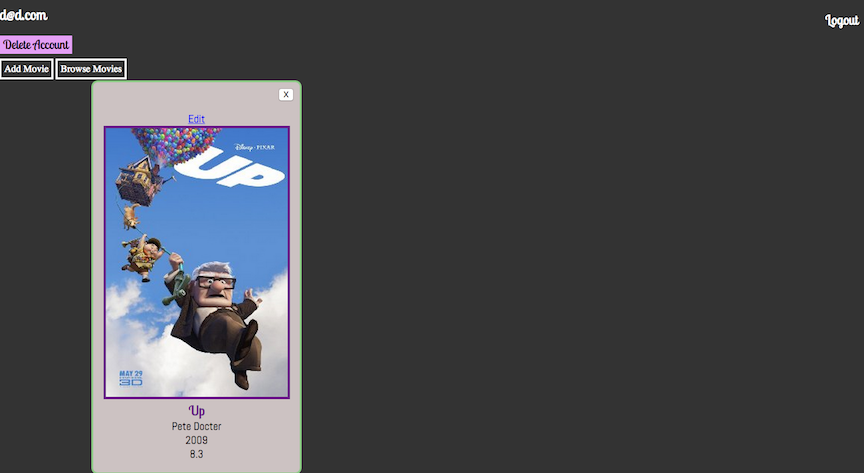 d@d.com
Logout
Delete Account
Add Movie Browse Movies
X
Edit
Disney · PIXAR
UP
MAY 29
3D
Up
Pete Docter
2009
8.3